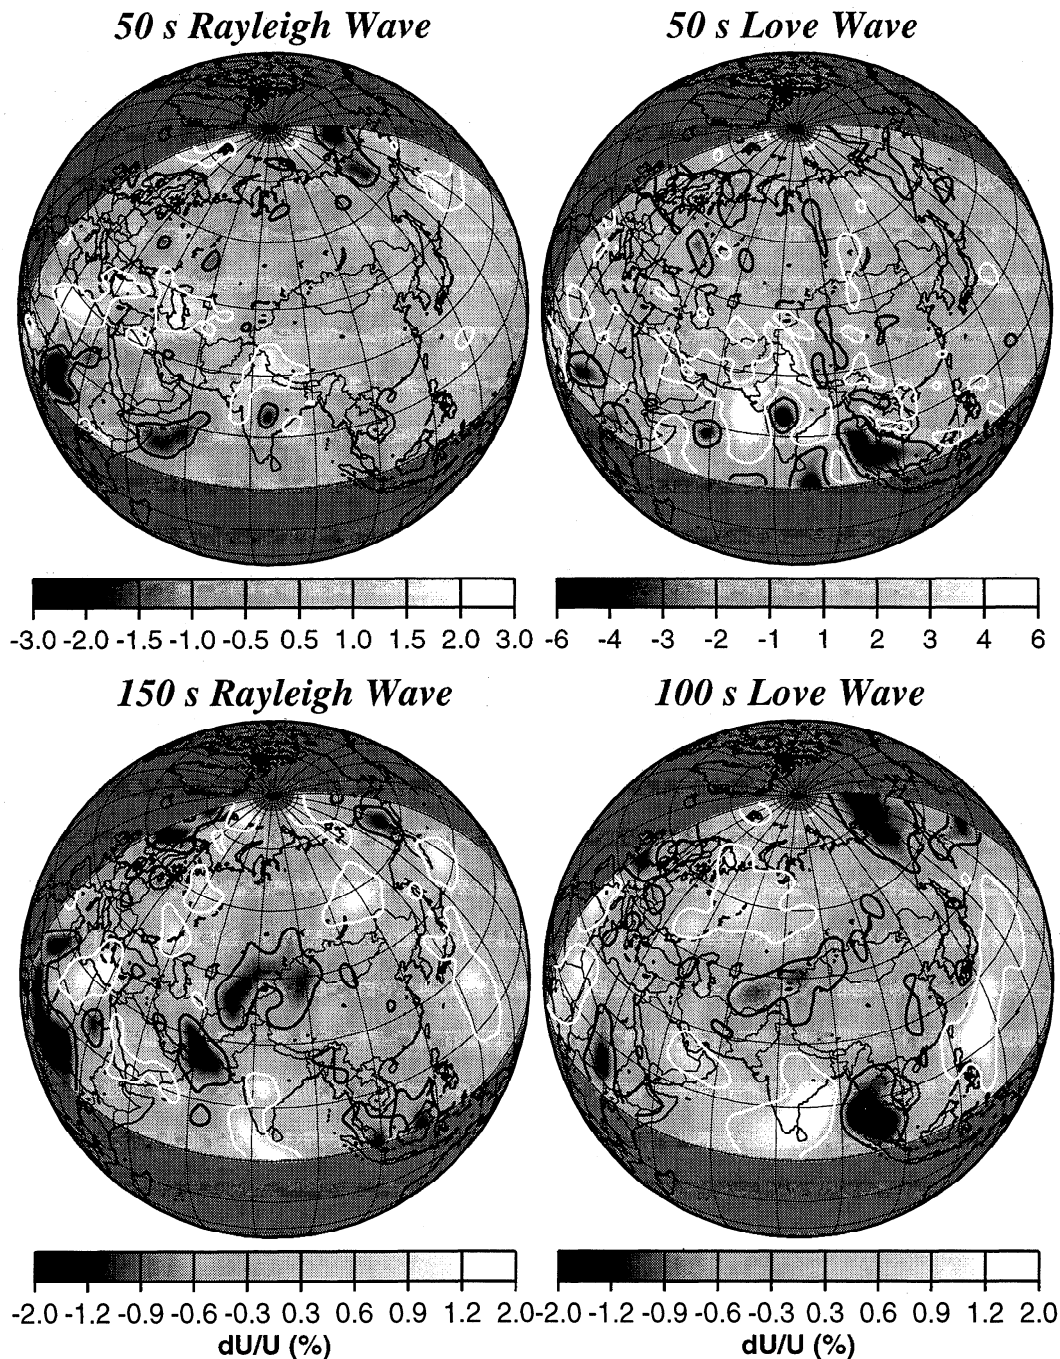 50 s Rayleigh Wave
50 s Love Wave
-3.0 -2.0 -1.5 -1.0 -0.5 0.5 1.0 1.5 2.0 3.0
-6 -4 -3 -2 -1 1 2 3 4 6
150 s Rayleigh Wave
100 s Love Wave
-2.0 -1.2 -0.9 -0.6 -0.3 0.3 0.6 0.9 1.2 2.0
-2.0 -1.2 -0.9 -0.6 -0.3 0.3 0.6 0.9 1.2 2.0
dU/U (%)
dU/U (%)